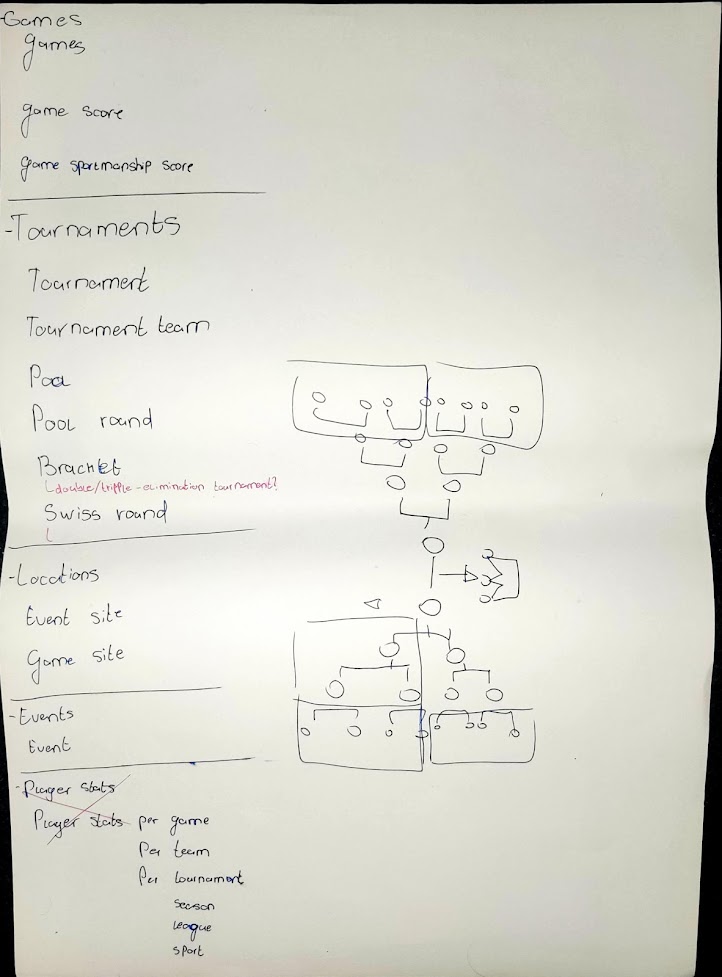 -Games
games
game score
Game sportmanship score
-Tournaments
Tournament
Tournament team
Pool
Pool round
Bracket
double/tripple-elimination tournament?
Swiss round
-Locations
Event site
Game site
-Events
Event
-Player stats
Player stats per game
Per team
Per tournament
season
league
sport